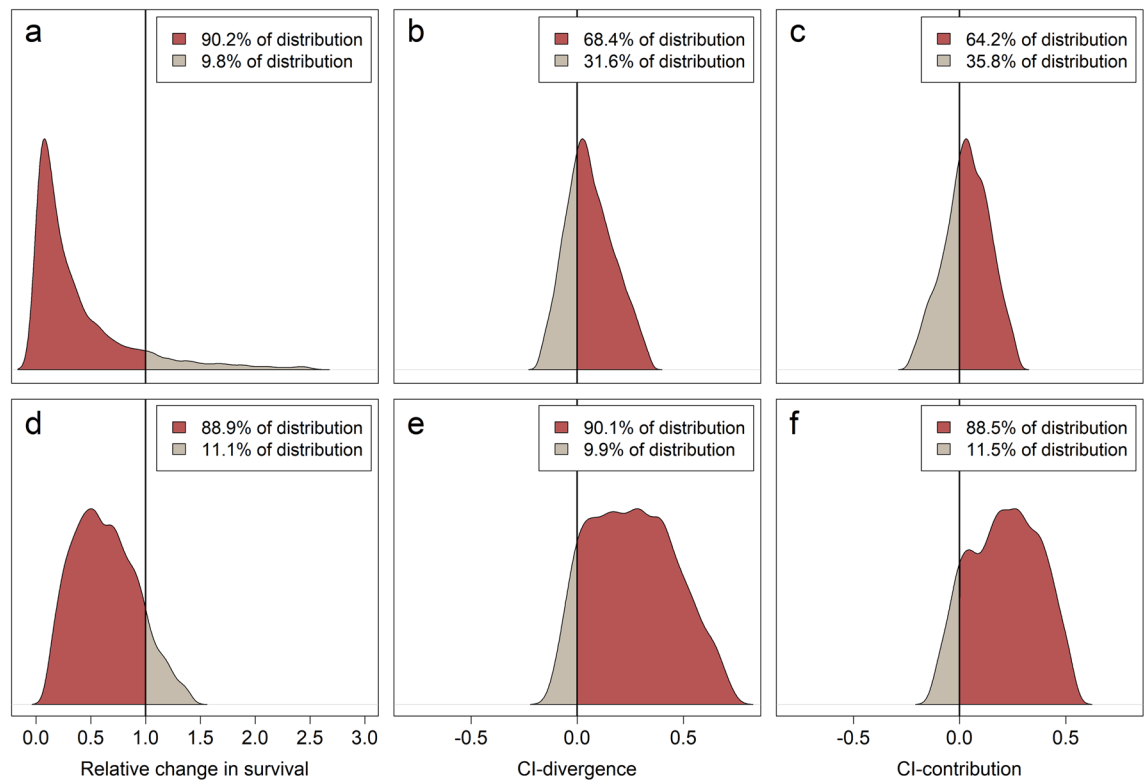 a
90.2% of distribution
9.8% of distribution
b
68.4% of distribution
31.6% of distribution
c
64.2% of distribution
35.8% of distribution
d
88.9% of distribution
11.1% of distribution
e
90.1% of distribution
9.9% of distribution
f
88.5% of distribution
11.5% of distribution
0.0 0.5 1.0 1.5 2.0 2.5 3.0
Relative change in survival
-0.5 0.0 0.5
CI-divergence
-0.5 0.0 0.5
CI-contribution